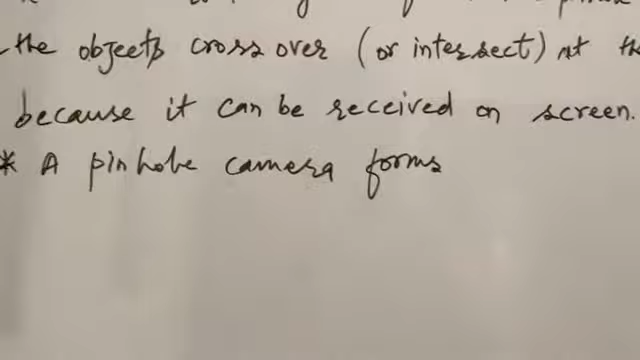 the objects cross over (or intersect) at the
because it can be received on screen.
* A pinhole camera forms